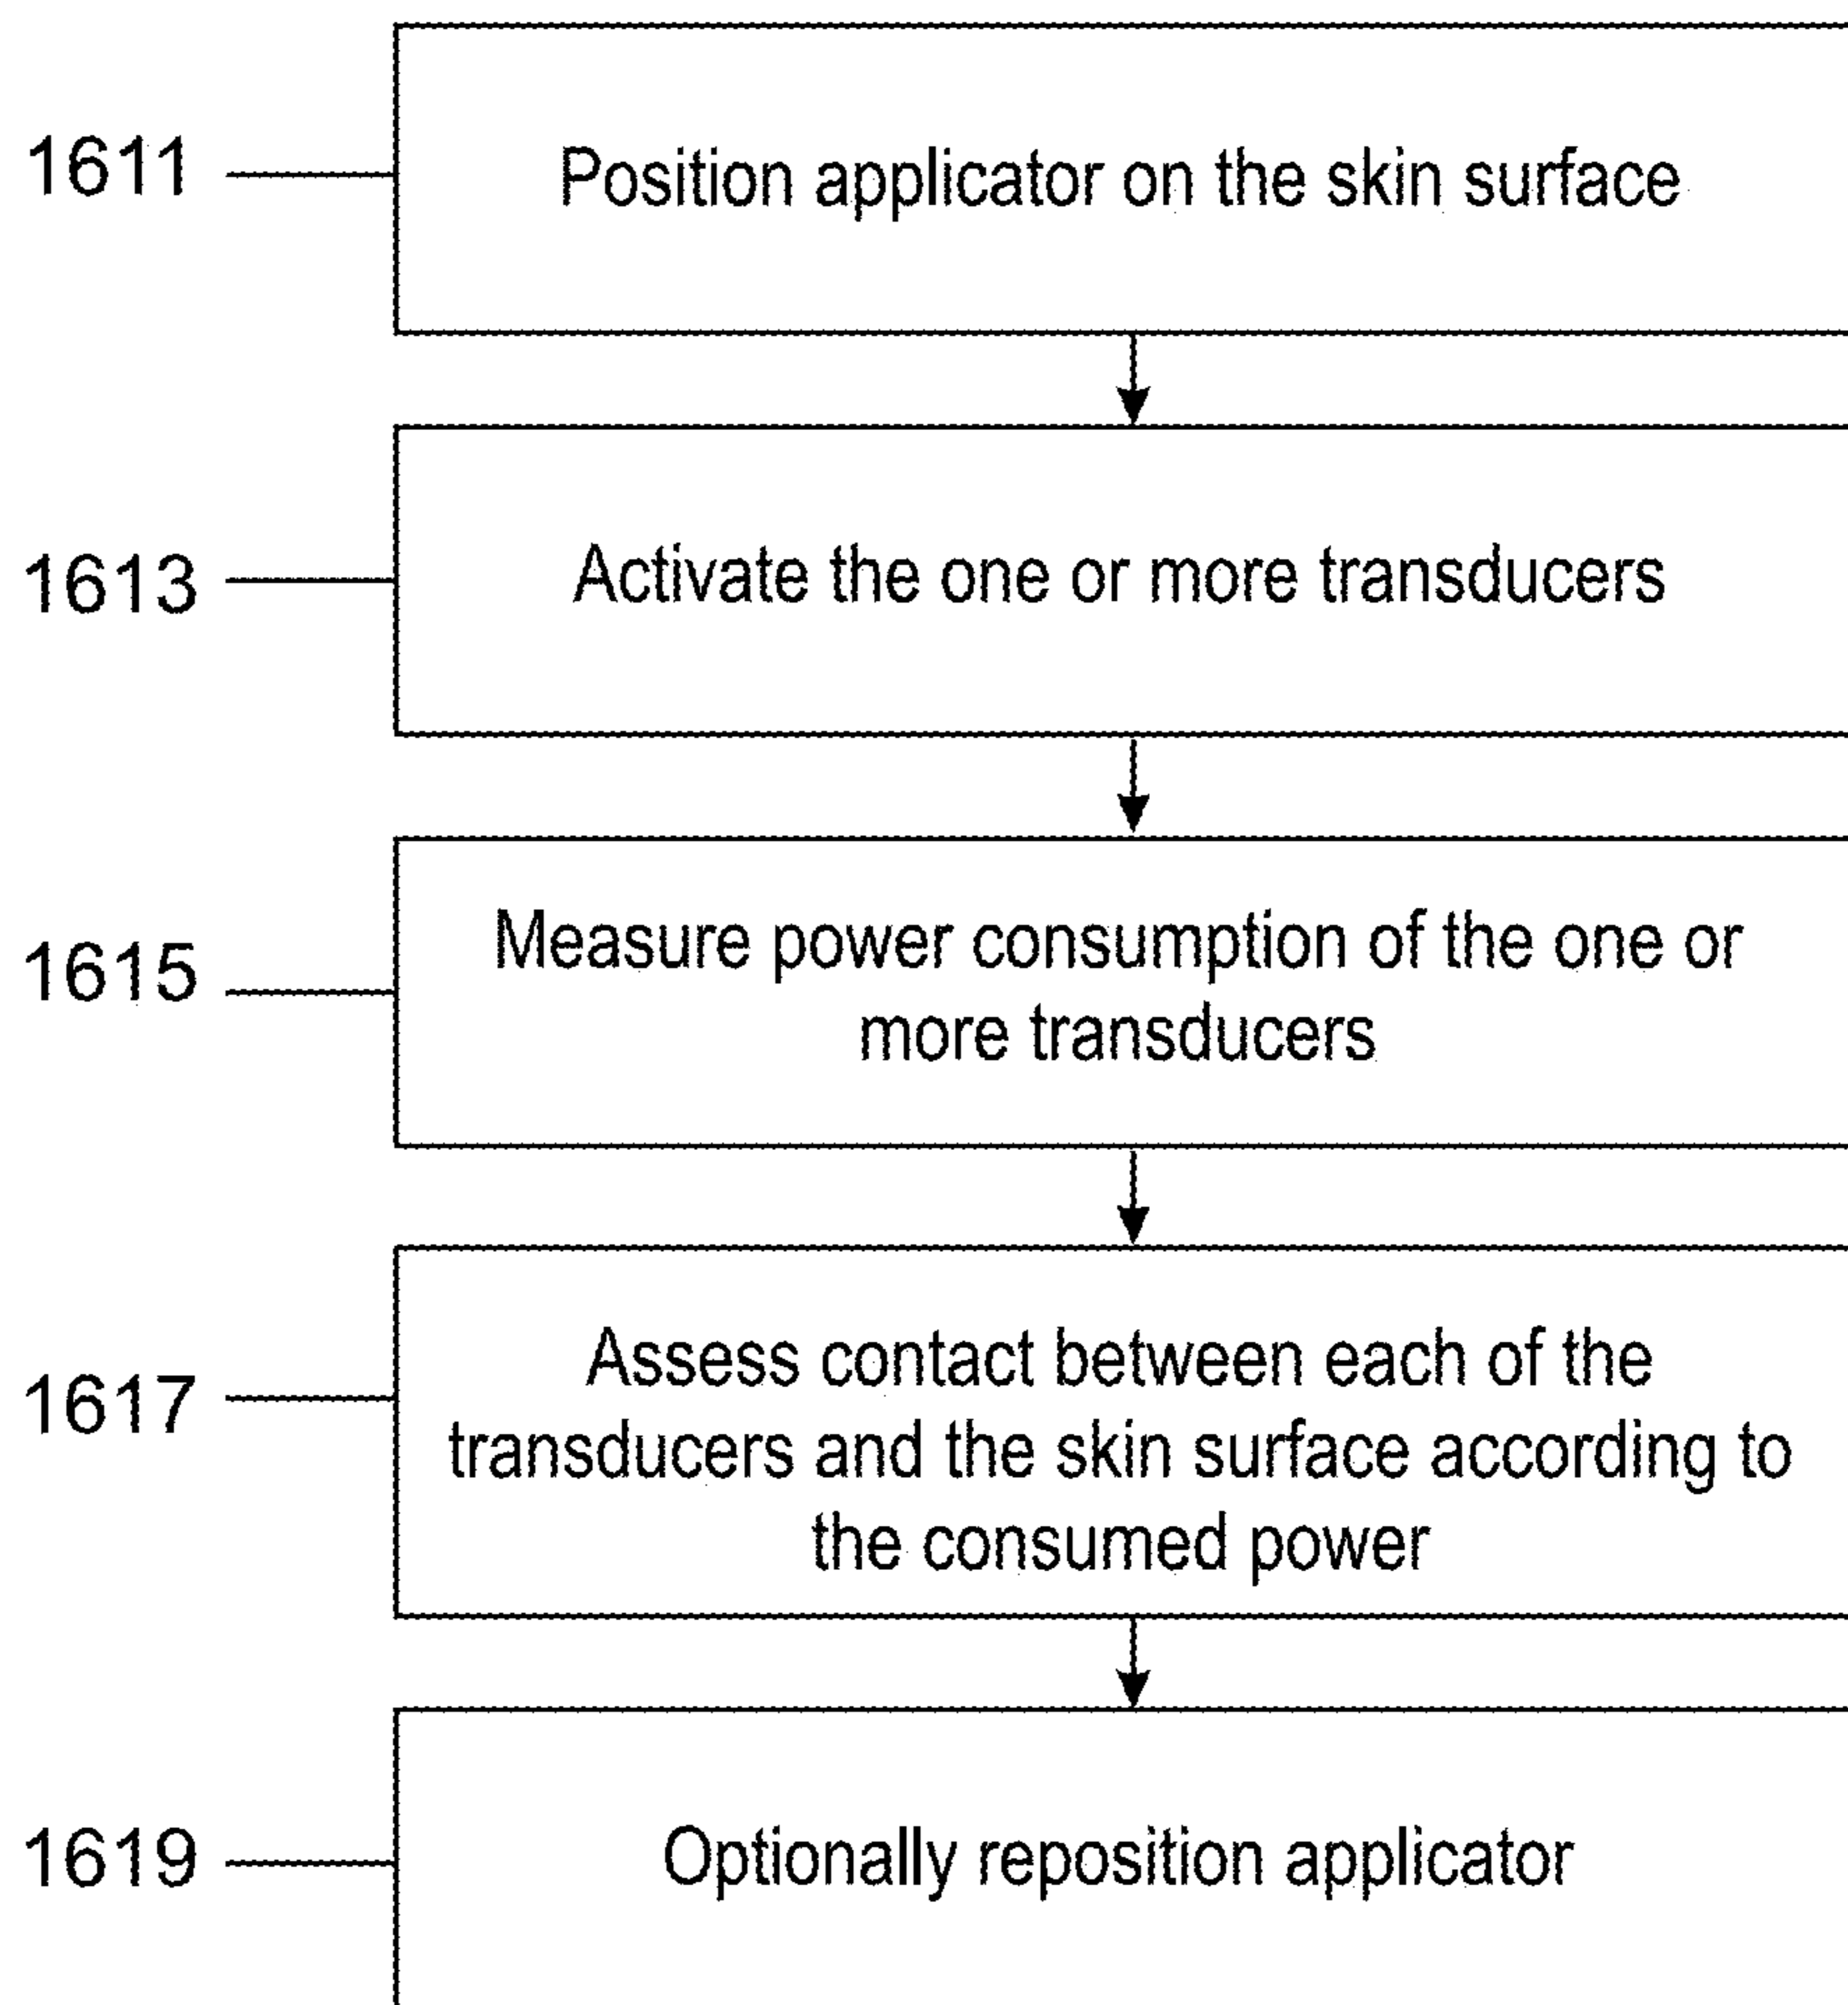 1611
Position applicator on the skin surface
1613
Activate the one or more transducers
1615
Measure power consumption of the one or
more transducers
1617
Assess contact between each of the
transducers and the skin surface according to
the consumed power
1619
Optionally reposition applicator